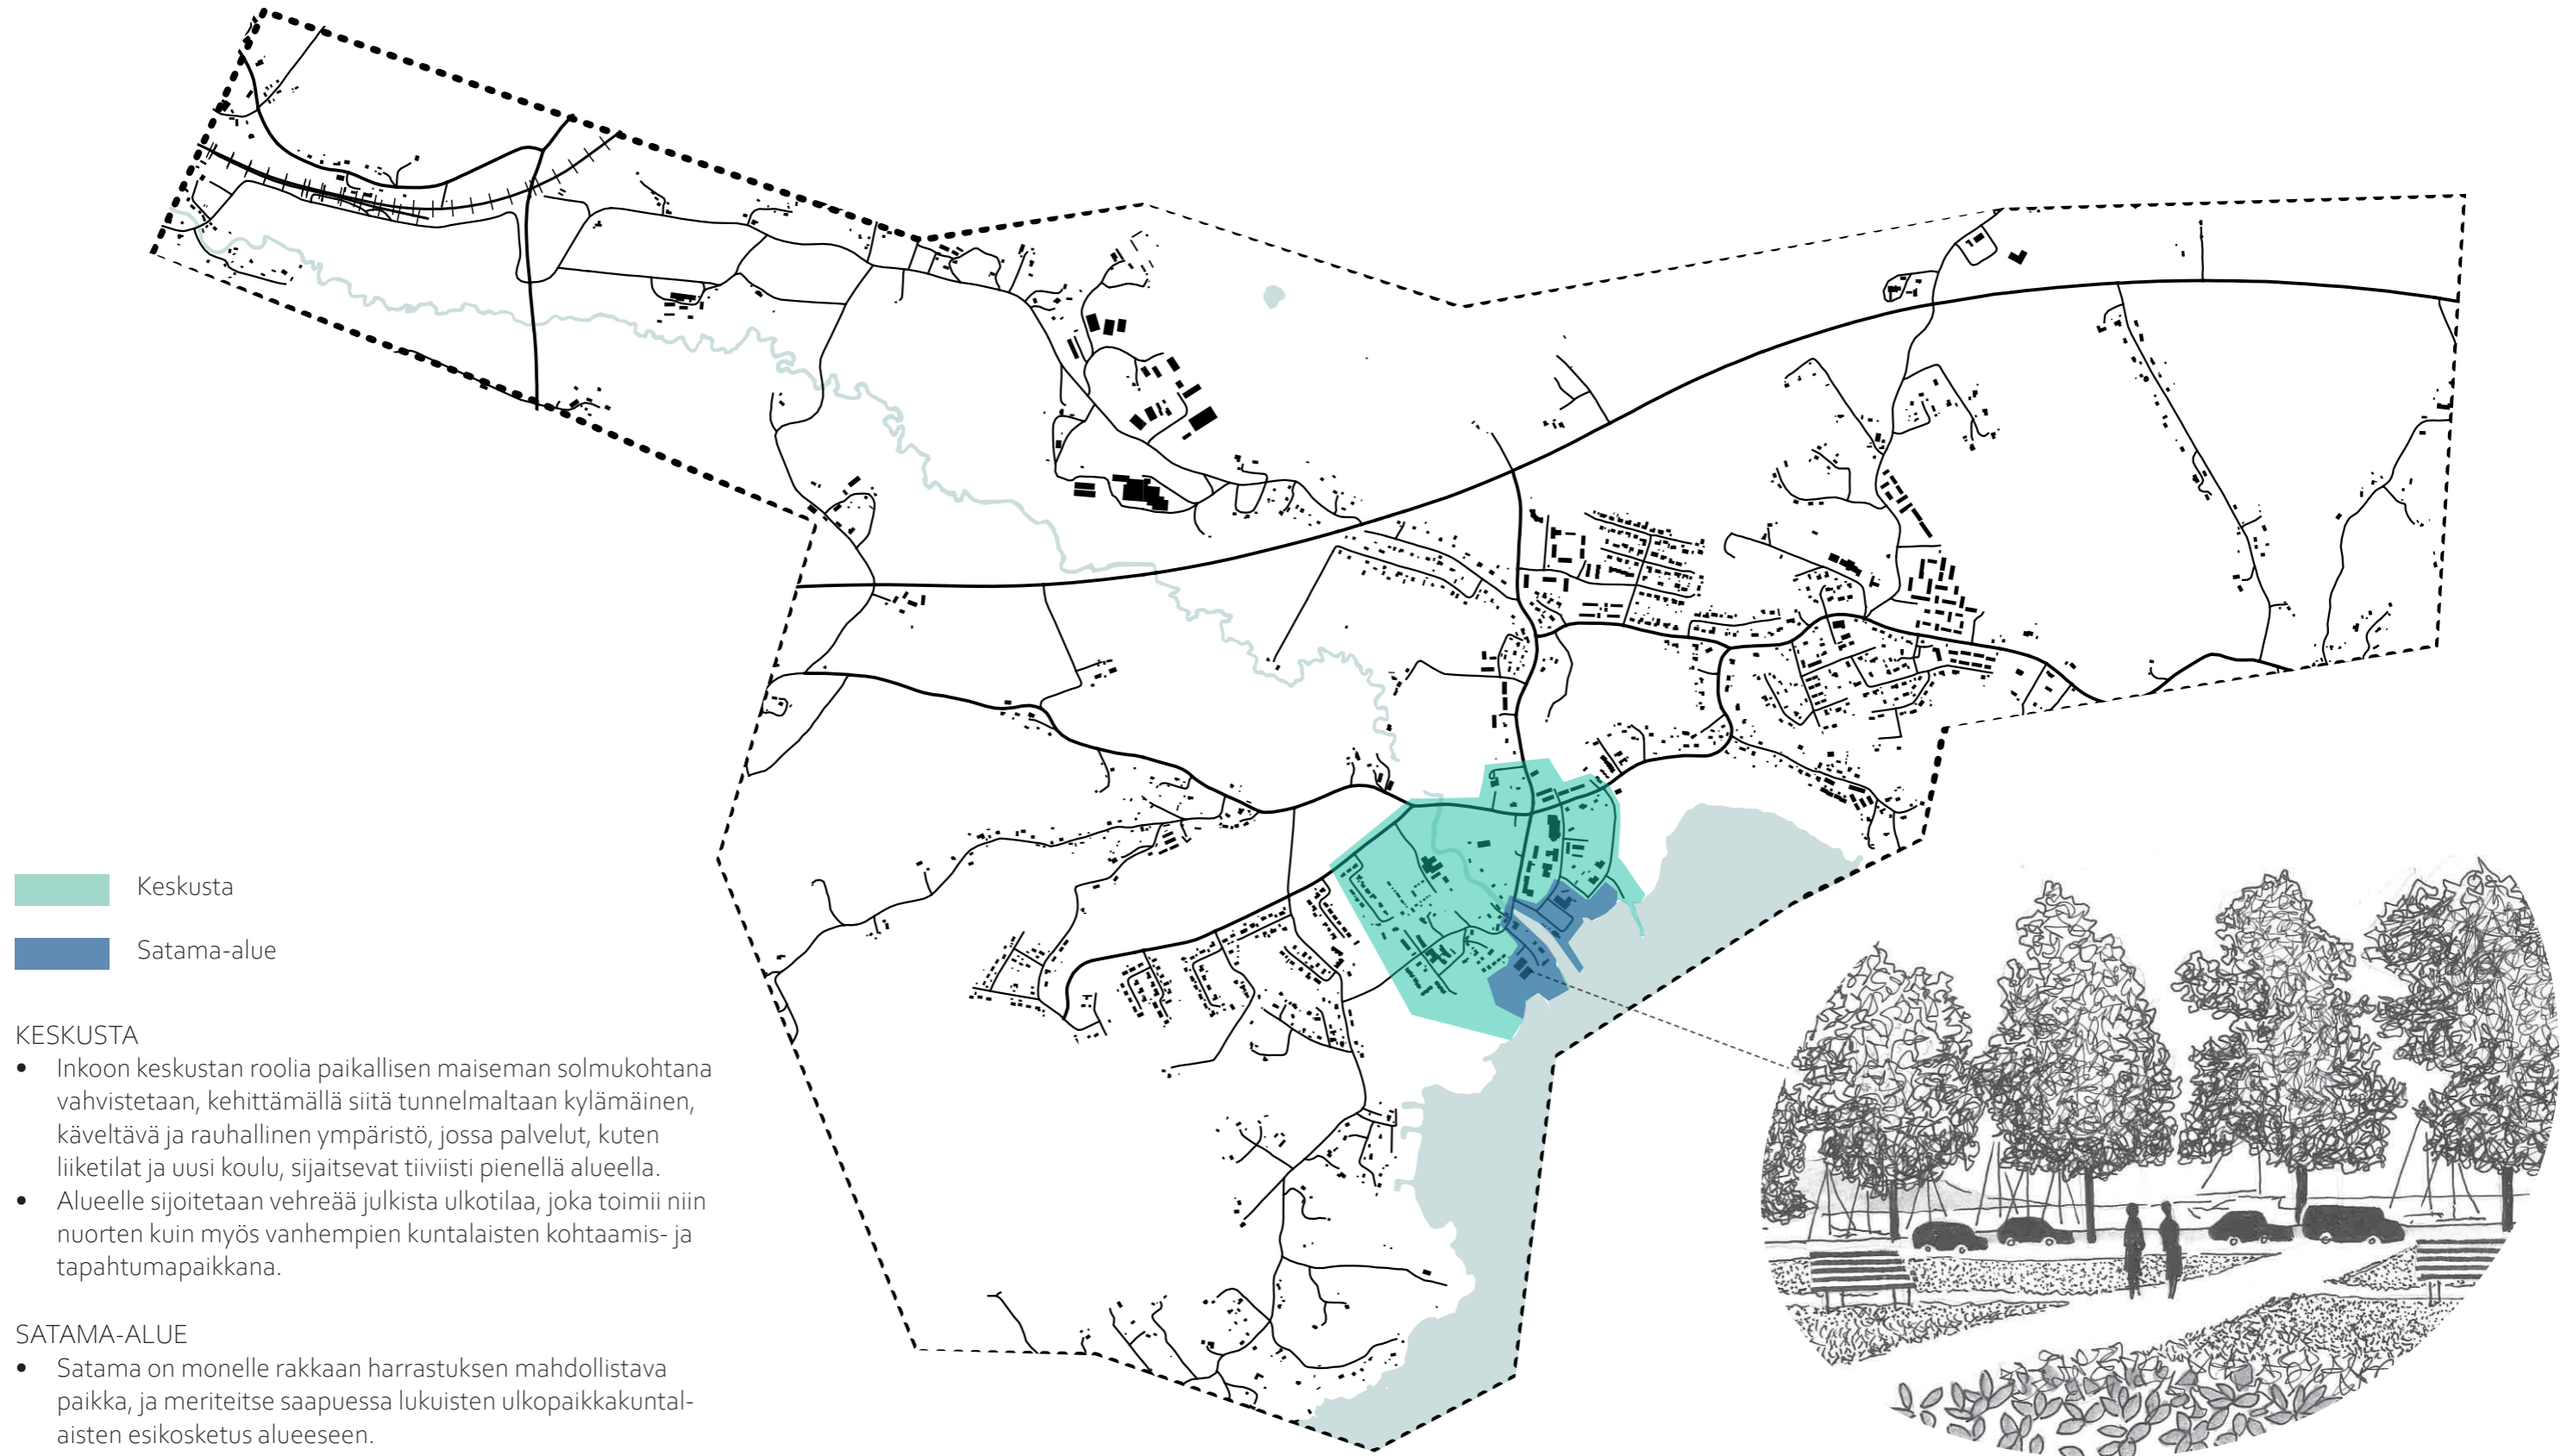 Keskusta
Satama-alue
KESKUSTA
• Inkoon keskustan roolia paikallisen maiseman solmukohtana
vahvistetaan, kehittämällä siitä tunnelmaltaan kylämäinen,
käveltävä ja rauhallinen ympäristö, jossa palvelut, kuten
liiketilat ja uusi koulu, sijaitsevat tiiviisti pienellä alueella.
• Alueelle sijoitetaan vehreää julkista ulkotilaa, joka toimii niin
nuorten kuin myös vanhempien kuntalaisten kohtaamis- ja
tapahtumapaikkana.
SATAMA-ALUE
• Satama on monelle rakkaan harrastuksen mahdollistava
paikka, ja meriteitse saapuessa lukuisten ulkopaikkakuntal-
aisten esikosketus alueeseen.